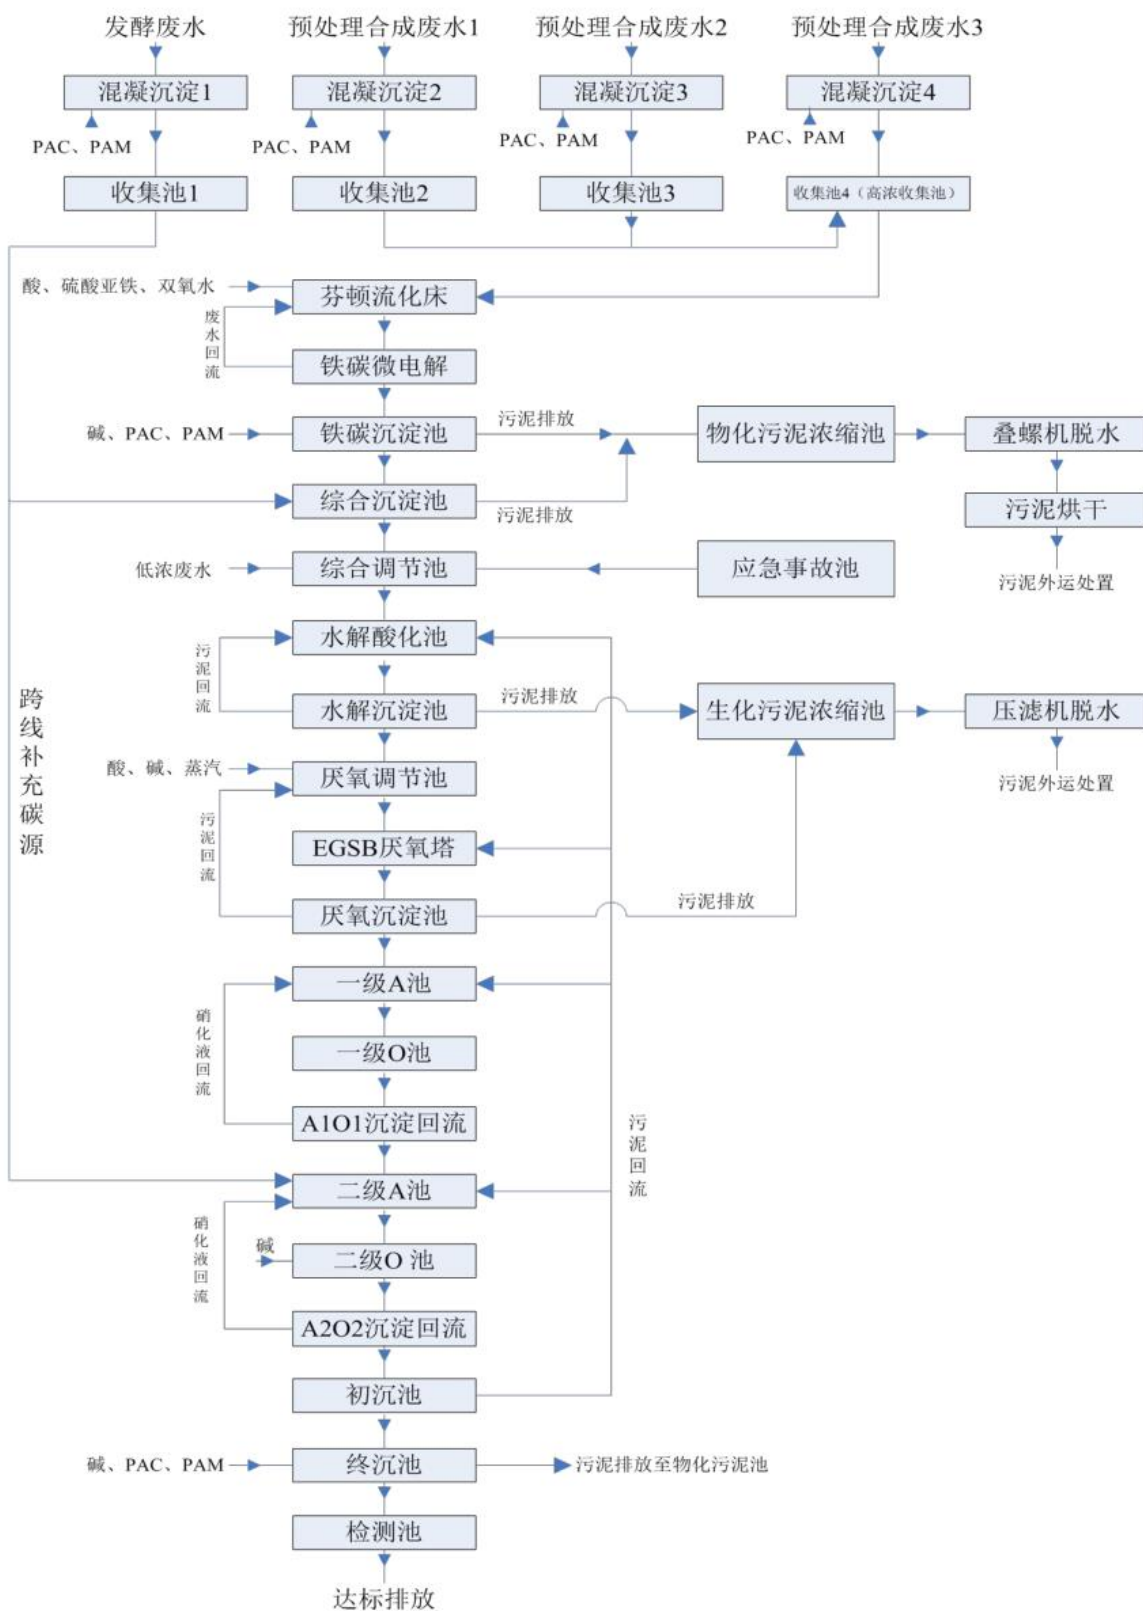 发酵废水
预处理合成废水1
预处理合成废水2
预处理合成废水3
混凝沉淀1
混凝沉淀2
混凝沉淀3
混凝沉淀4
PAC、PAM
PAC、PAM
PAC、PAM
PAC、PAM
收集池1
收集池2
收集池3
收集池4（高浓收集池）
酸、硫酸亚铁、双氧水
芬顿流化床
废水回流
铁碳微电解
碱、PAC、PAM
铁碳沉淀池
污泥排放
物化污泥浓缩池
叠螺机脱水
综合沉淀池
污泥排放
污泥烘干
低浓废水
综合调节池
应急事故池
污泥外运处置
水解酸化池
污泥回流
跨线补充碳源
水解沉淀池
污泥排放
生化污泥浓缩池
压滤机脱水
酸、碱、蒸汽
厌氧调节池
污泥外运处置
污泥回流
EGSB厌氧塔
厌氧沉淀池
污泥排放
一级A池
硝化液回流
一级O池
A1O1沉淀回流
污泥回流
二级A池
硝化液回流
碱
二级O 池
A2O2沉淀回流
初沉池
碱、PAC、PAM
终沉池
污泥排放至物化污泥池
检测池
达标排放